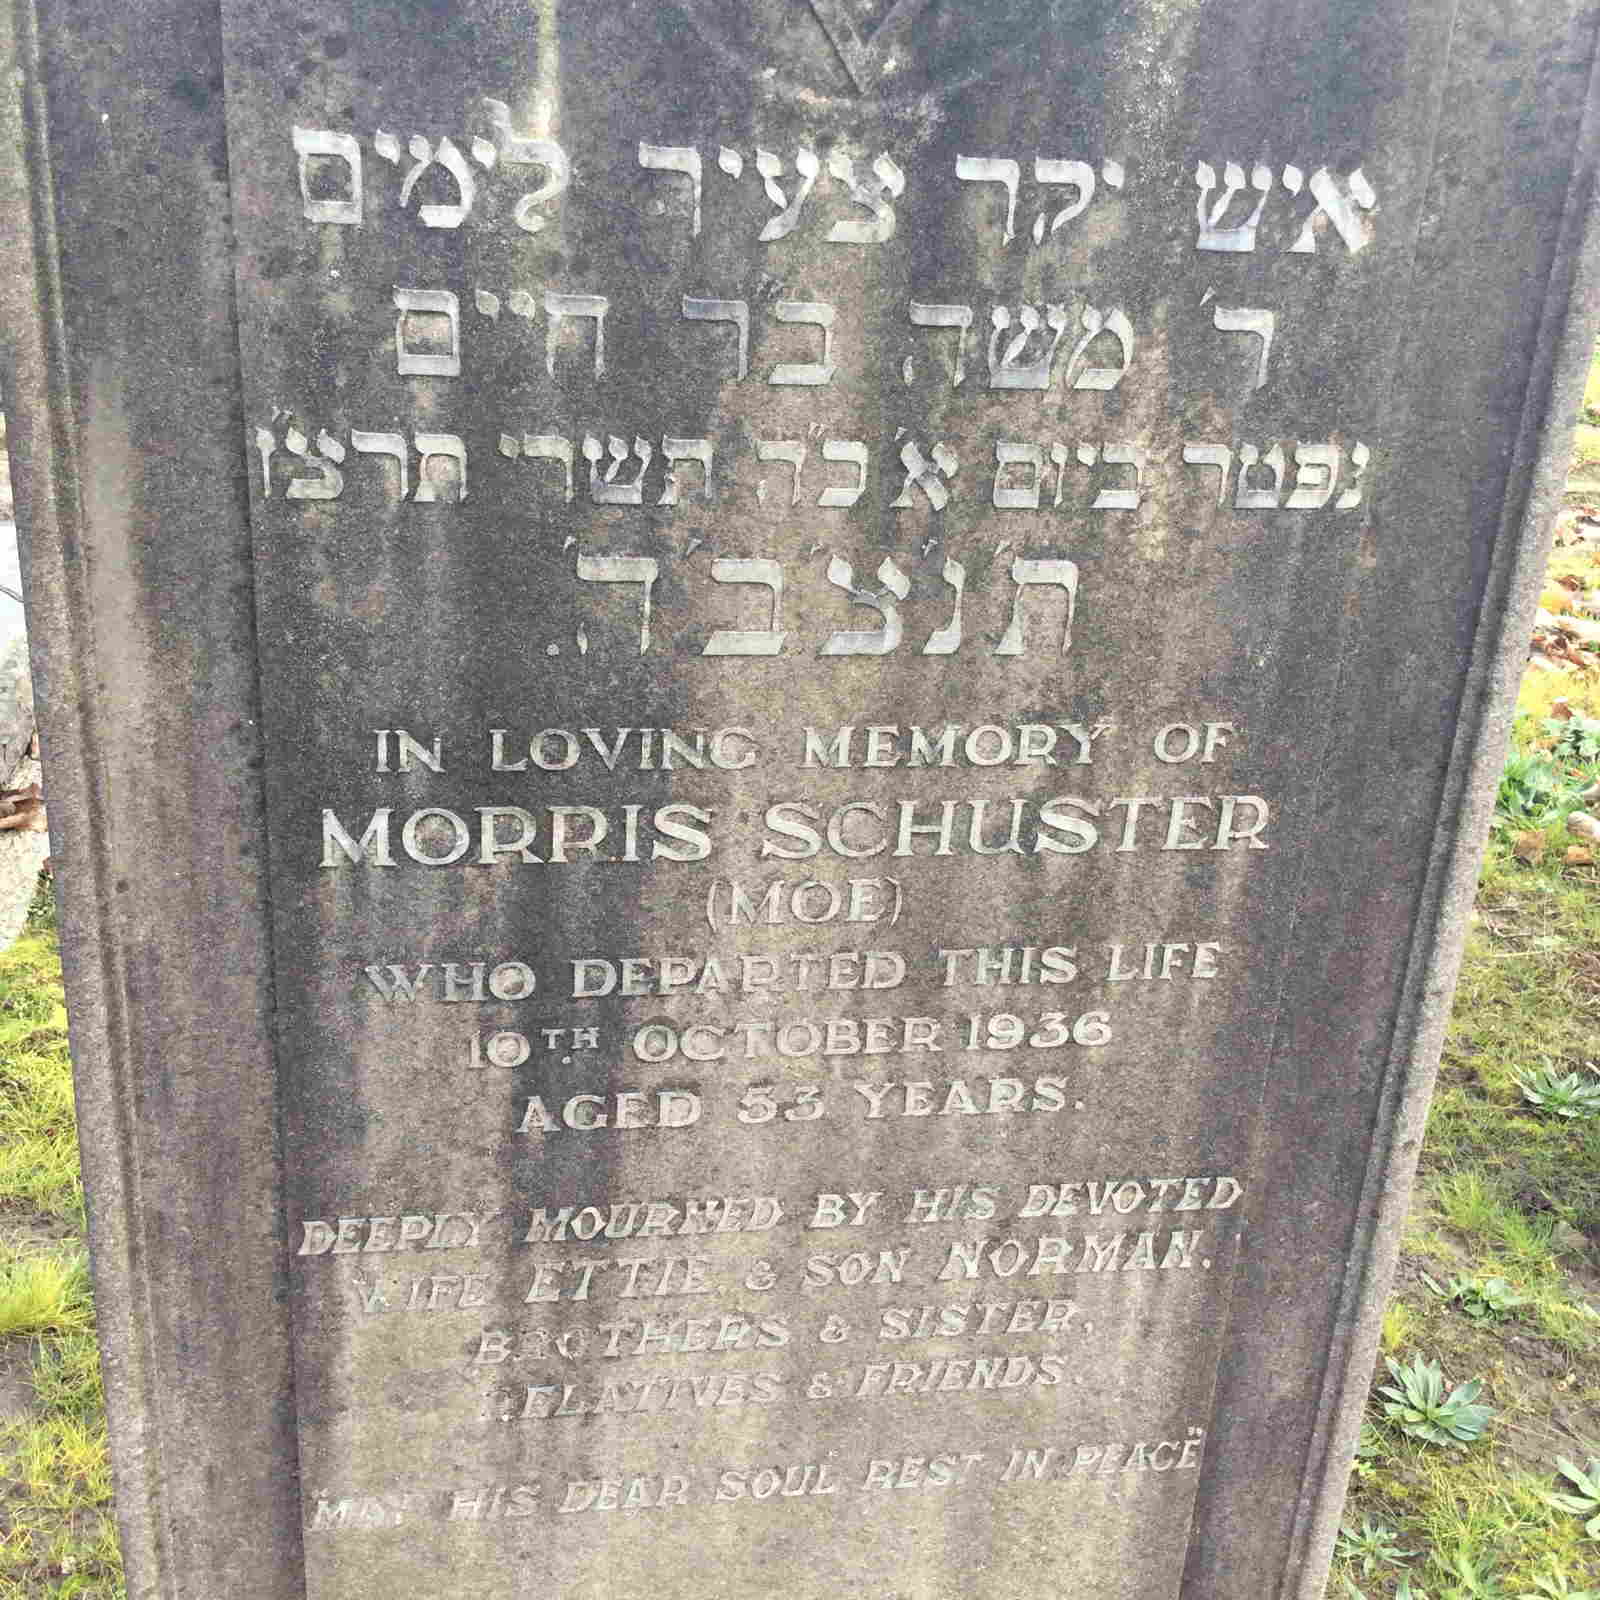 איש יקר צעיר לימים
ר' משה בר חיים
נפטר ביום א' כ"ה תשרי תרצ"ו
ת'נ'צ'ב'ה'.
IN LOVING MEMORY OF
MORRIS SCHUSTER
(MOE)
WHO DEPARTED THIS LIFE
10TH OCTOBER 1936
AGED 53 YEARS.
DEEPLY MOURNED BY HIS DEVOTED
WIFE ETTIE & SON NORMAN.
BROTHERS & SISTER,
RELATIVES & FRIENDS.
"MAY HIS DEAR SOUL REST IN PEACE"